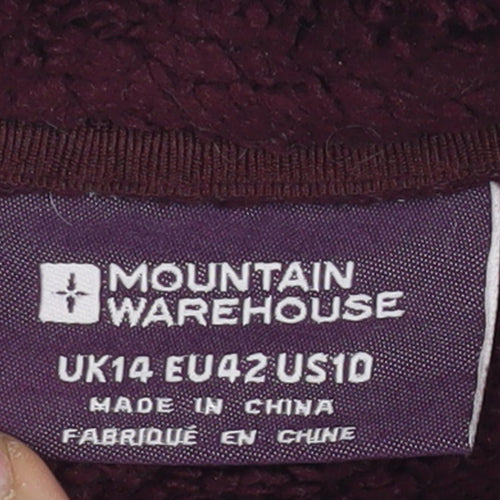 MOUNTAIN
WAREHOUSE
UK14 EU42 US10
MADE IN CHINA
FABRIQUÉ EN CHINE